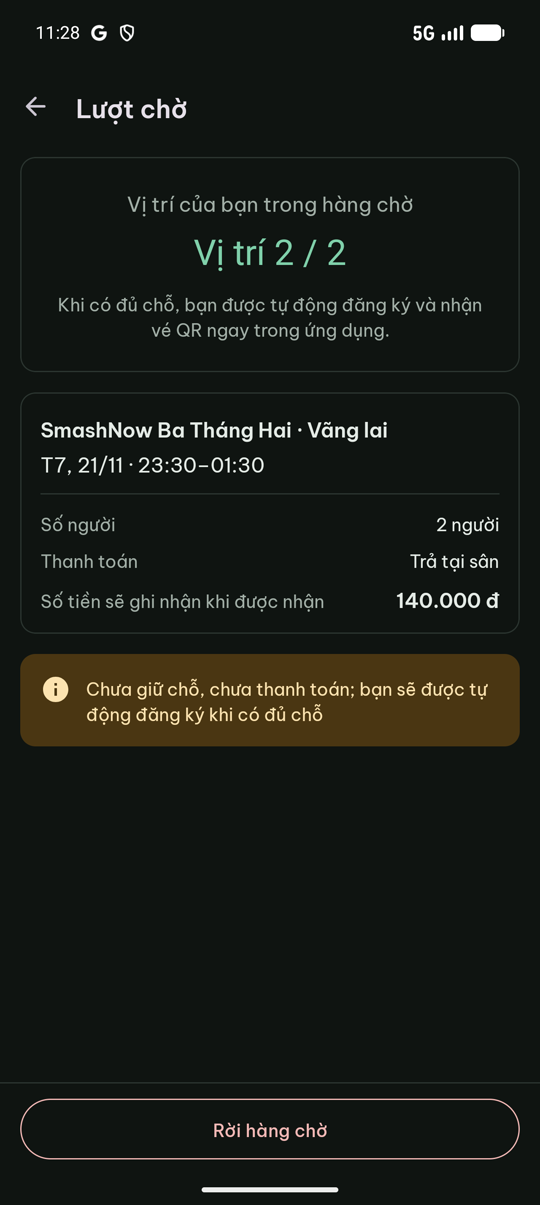 11:28
5G
Lượt chờ
Vị trí của bạn trong hàng chờ
Vị trí 2 / 2
Khi có đủ chỗ, bạn được tự động đăng ký và nhận
vé QR ngay trong ứng dụng.
SmashNow Ba Tháng Hai · Vãng lai
T7, 21/11 · 23:30–01:30
Số người 2 người
Thanh toán Trả tại sân
Số tiền sẽ ghi nhận khi được nhận 140.000 đ
Chưa giữ chỗ, chưa thanh toán; bạn sẽ được tự
động đăng ký khi có đủ chỗ
Rời hàng chờ